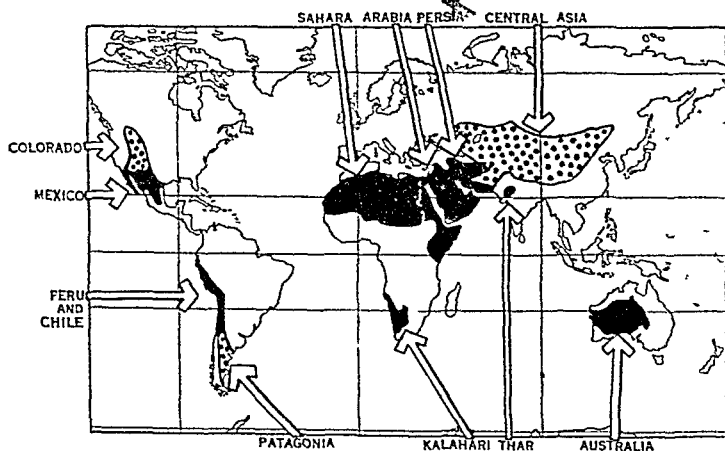 SAHARA ARABIA PERSIA CENTRAL ASIA
COLORADO
MEXICO
PERU
AND
CHILE
PATAGONIA KALAHARI THAR AUSTRALIA